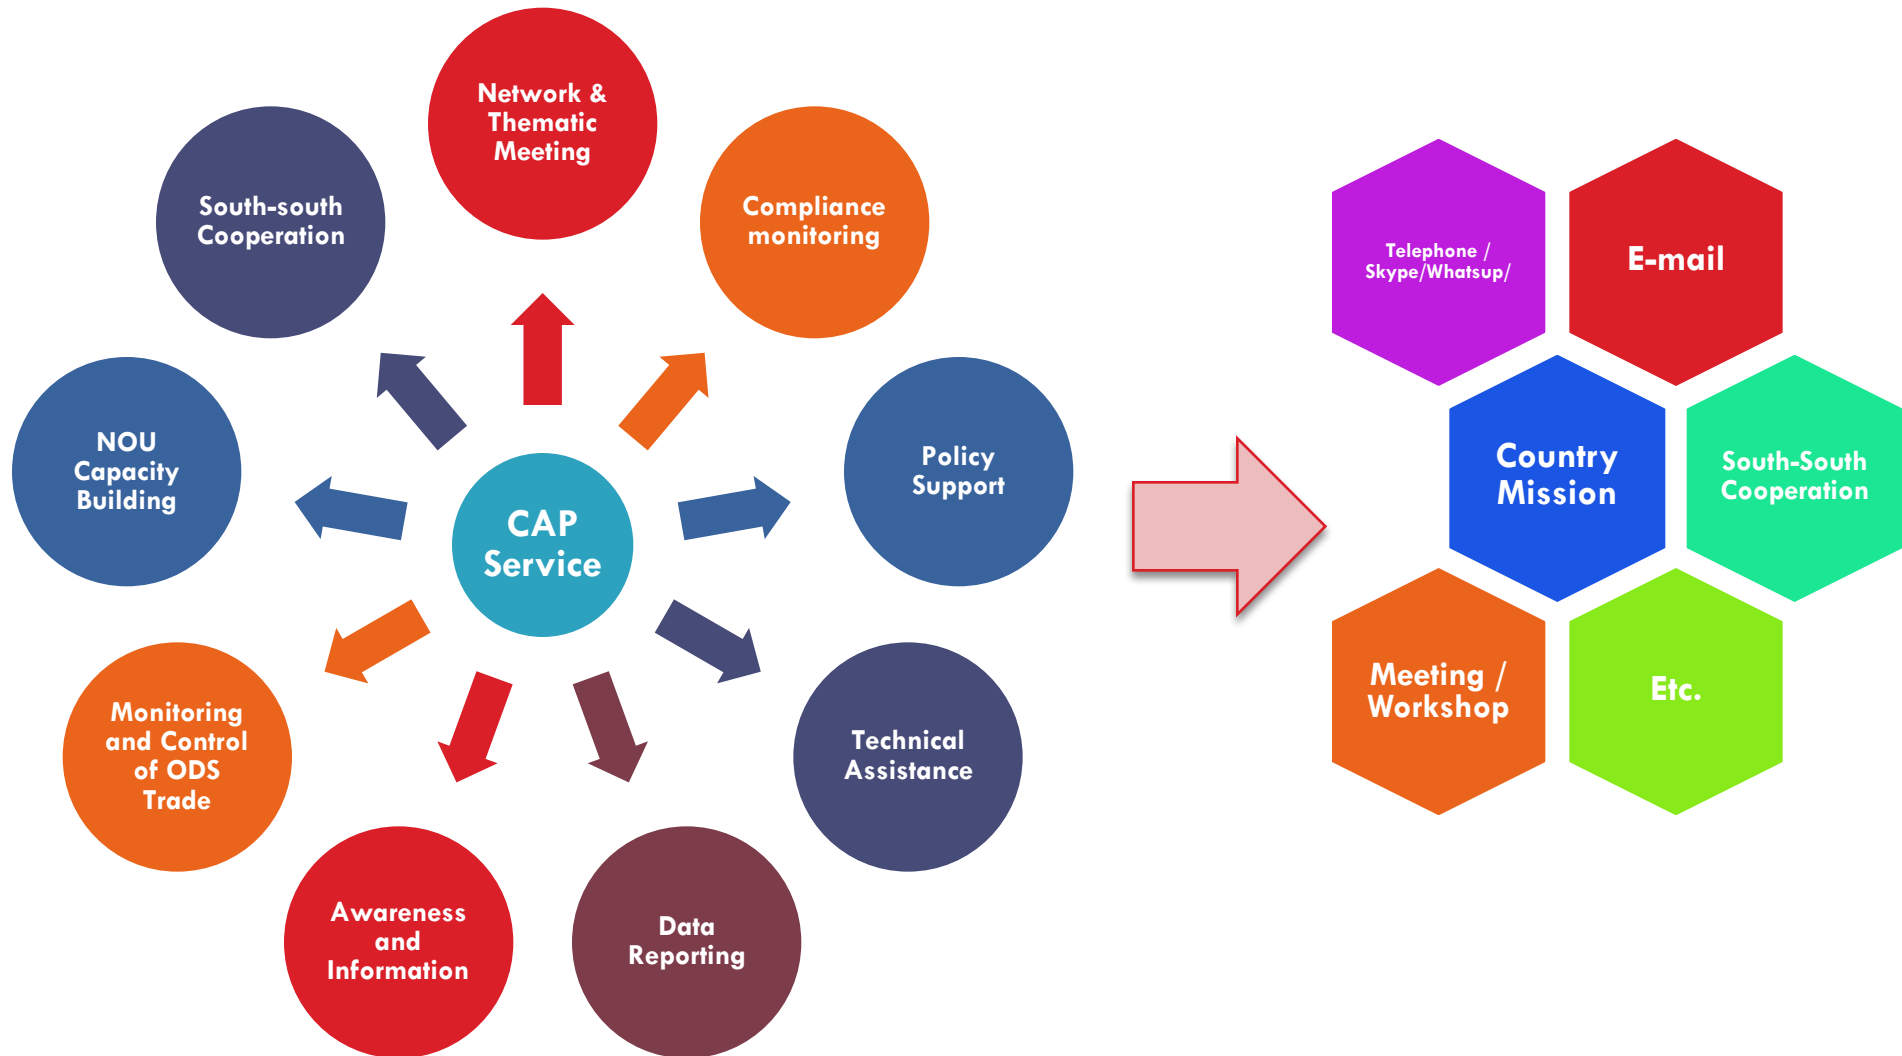 Network &
Thematic
Meeting
Compliance
monitoring
Policy
Support
Technical
Assistance
Data
Reporting
Awareness
and
Information
Monitoring
and Control
of ODS
Trade
NOU
Capacity
Building
South-south
Cooperation
CAP
Service
Telephone /
Skype/Whatsup/
E-mail
Country
Mission
South-South
Cooperation
Meeting /
Workshop
Etc.